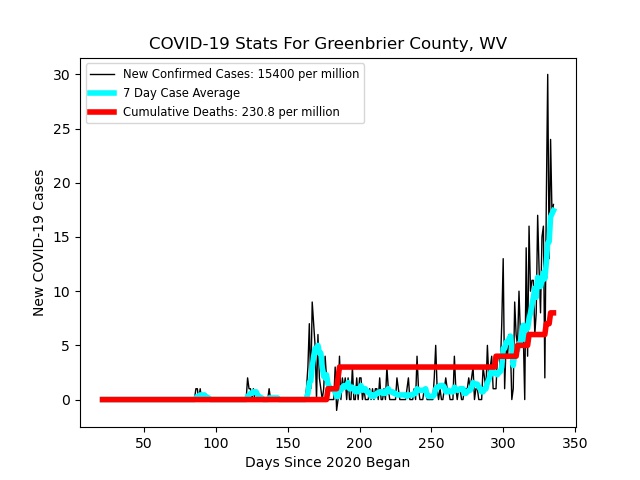 COVID-19 Stats For Greenbrier County, WV
New Confirmed Cases: 15400 per million
7 Day Case Average
Cumulative Deaths: 230.8 per million
New COVID-19 Cases
30
25
20
15
10
5
0
50 100 150 200 250 300 350
Days Since 2020 Began